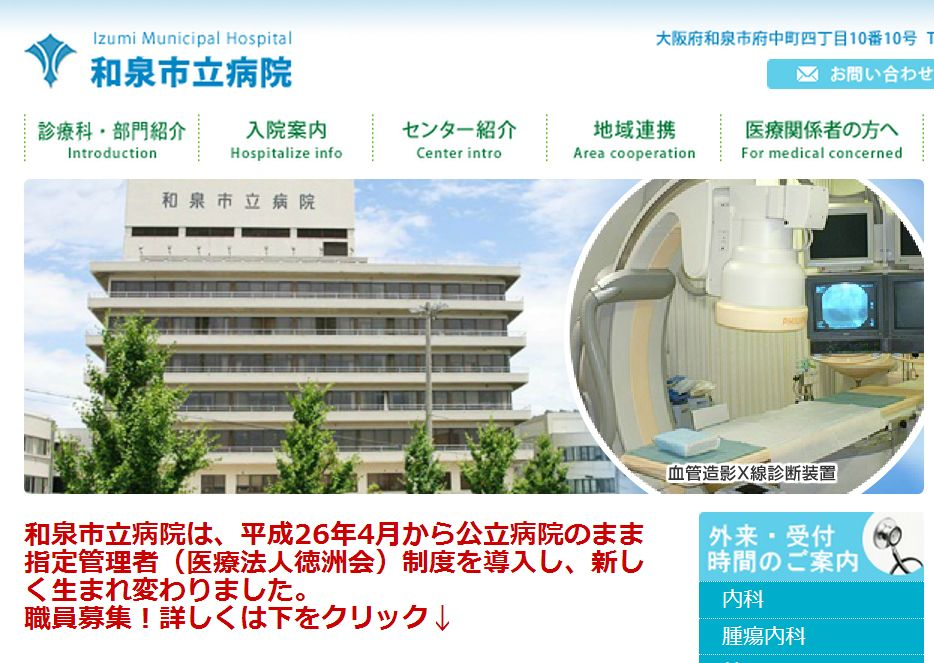 Izumi Municipal Hospital
和泉市立病院
大阪府和泉市府中町四丁目10番10号
お問い合わせ
診療科・部門紹介
Introduction
入院案内
Hospitalize info
センター紹介
Center intro
地域連携
Area cooperation
医療関係者の方へ
For medical concerned
和泉市立病院
血管造影X線診断装置
和泉市立病院は、平成26年4月から公立病院のまま
指定管理者（医療法人徳洲会）制度を導入し、新し
く生まれ変わりました。
職員募集！詳しくは下をクリック↓
外来・受付
時間のご案内
内科
腫瘍内科